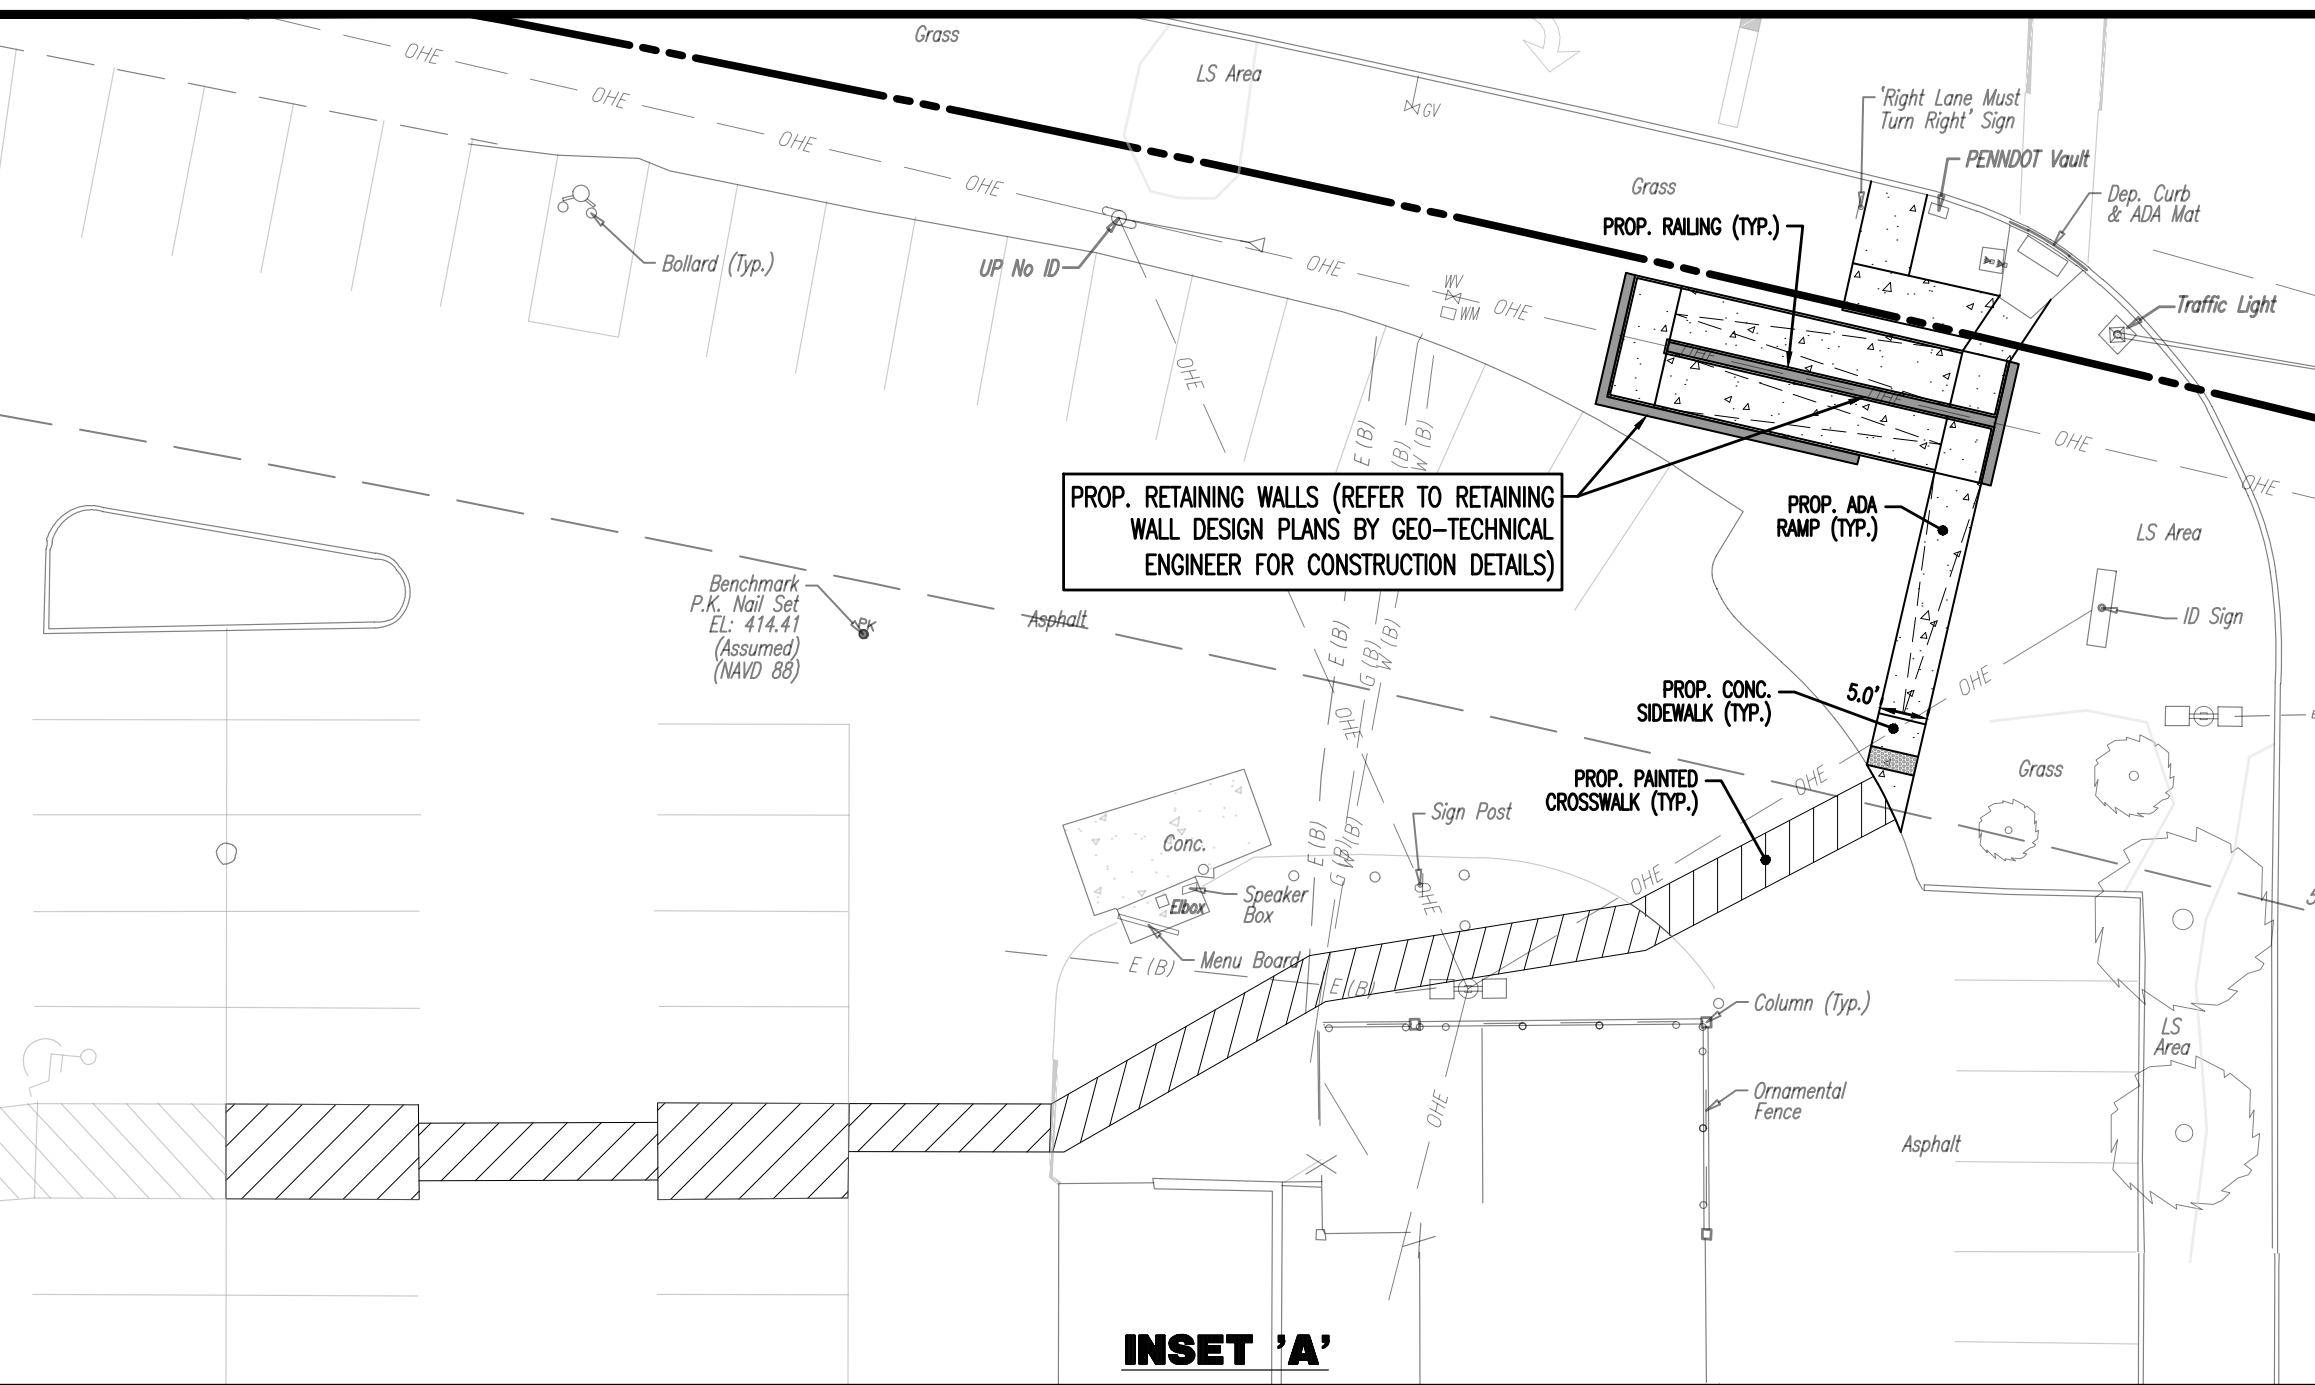 Grass
OHE
LS Area
OHE
GV
'Right Lane Must
Turn Right' Sign
OHE
PENNDOT Vault
OHE
Grass
Dep. Curb
& ADA Mat
PROP. RAILING (TYP.)
Bollard (Typ.)
UP No ID
OHE
WV
WM
OHE
Traffic Light
OHE
OHE
OHE
OHE
E (B)
(B)
W (B)
OHE
PROP. RETAINING WALLS (REFER TO RETAINING
WALL DESIGN PLANS BY GEO-TECHNICAL
ENGINEER FOR CONSTRUCTION DETAILS)
PROP. ADA
RAMP (TYP.)
LS Area
Benchmark
P.K. Nail Set
EL: 414.41
(Assumed)
(NAVD 88)
PK
Asphalt
ID Sign
E (B)
G (B)
W (B)
OHE
PROP. CONC.
SIDEWALK (TYP.)
5.0'
OHE
PROP. PAINTED
CROSSWALK (TYP.)
OHE
Grass
Sign Post
Conc.
E (B)
G (B)
W (B)
OHE
OHE
Speaker
Box
Elbox
Menu Board
E (B)
E (B)
Column (Typ.)
LS
Area
OHE
Ornamental
Fence
Asphalt
INSET 'A'